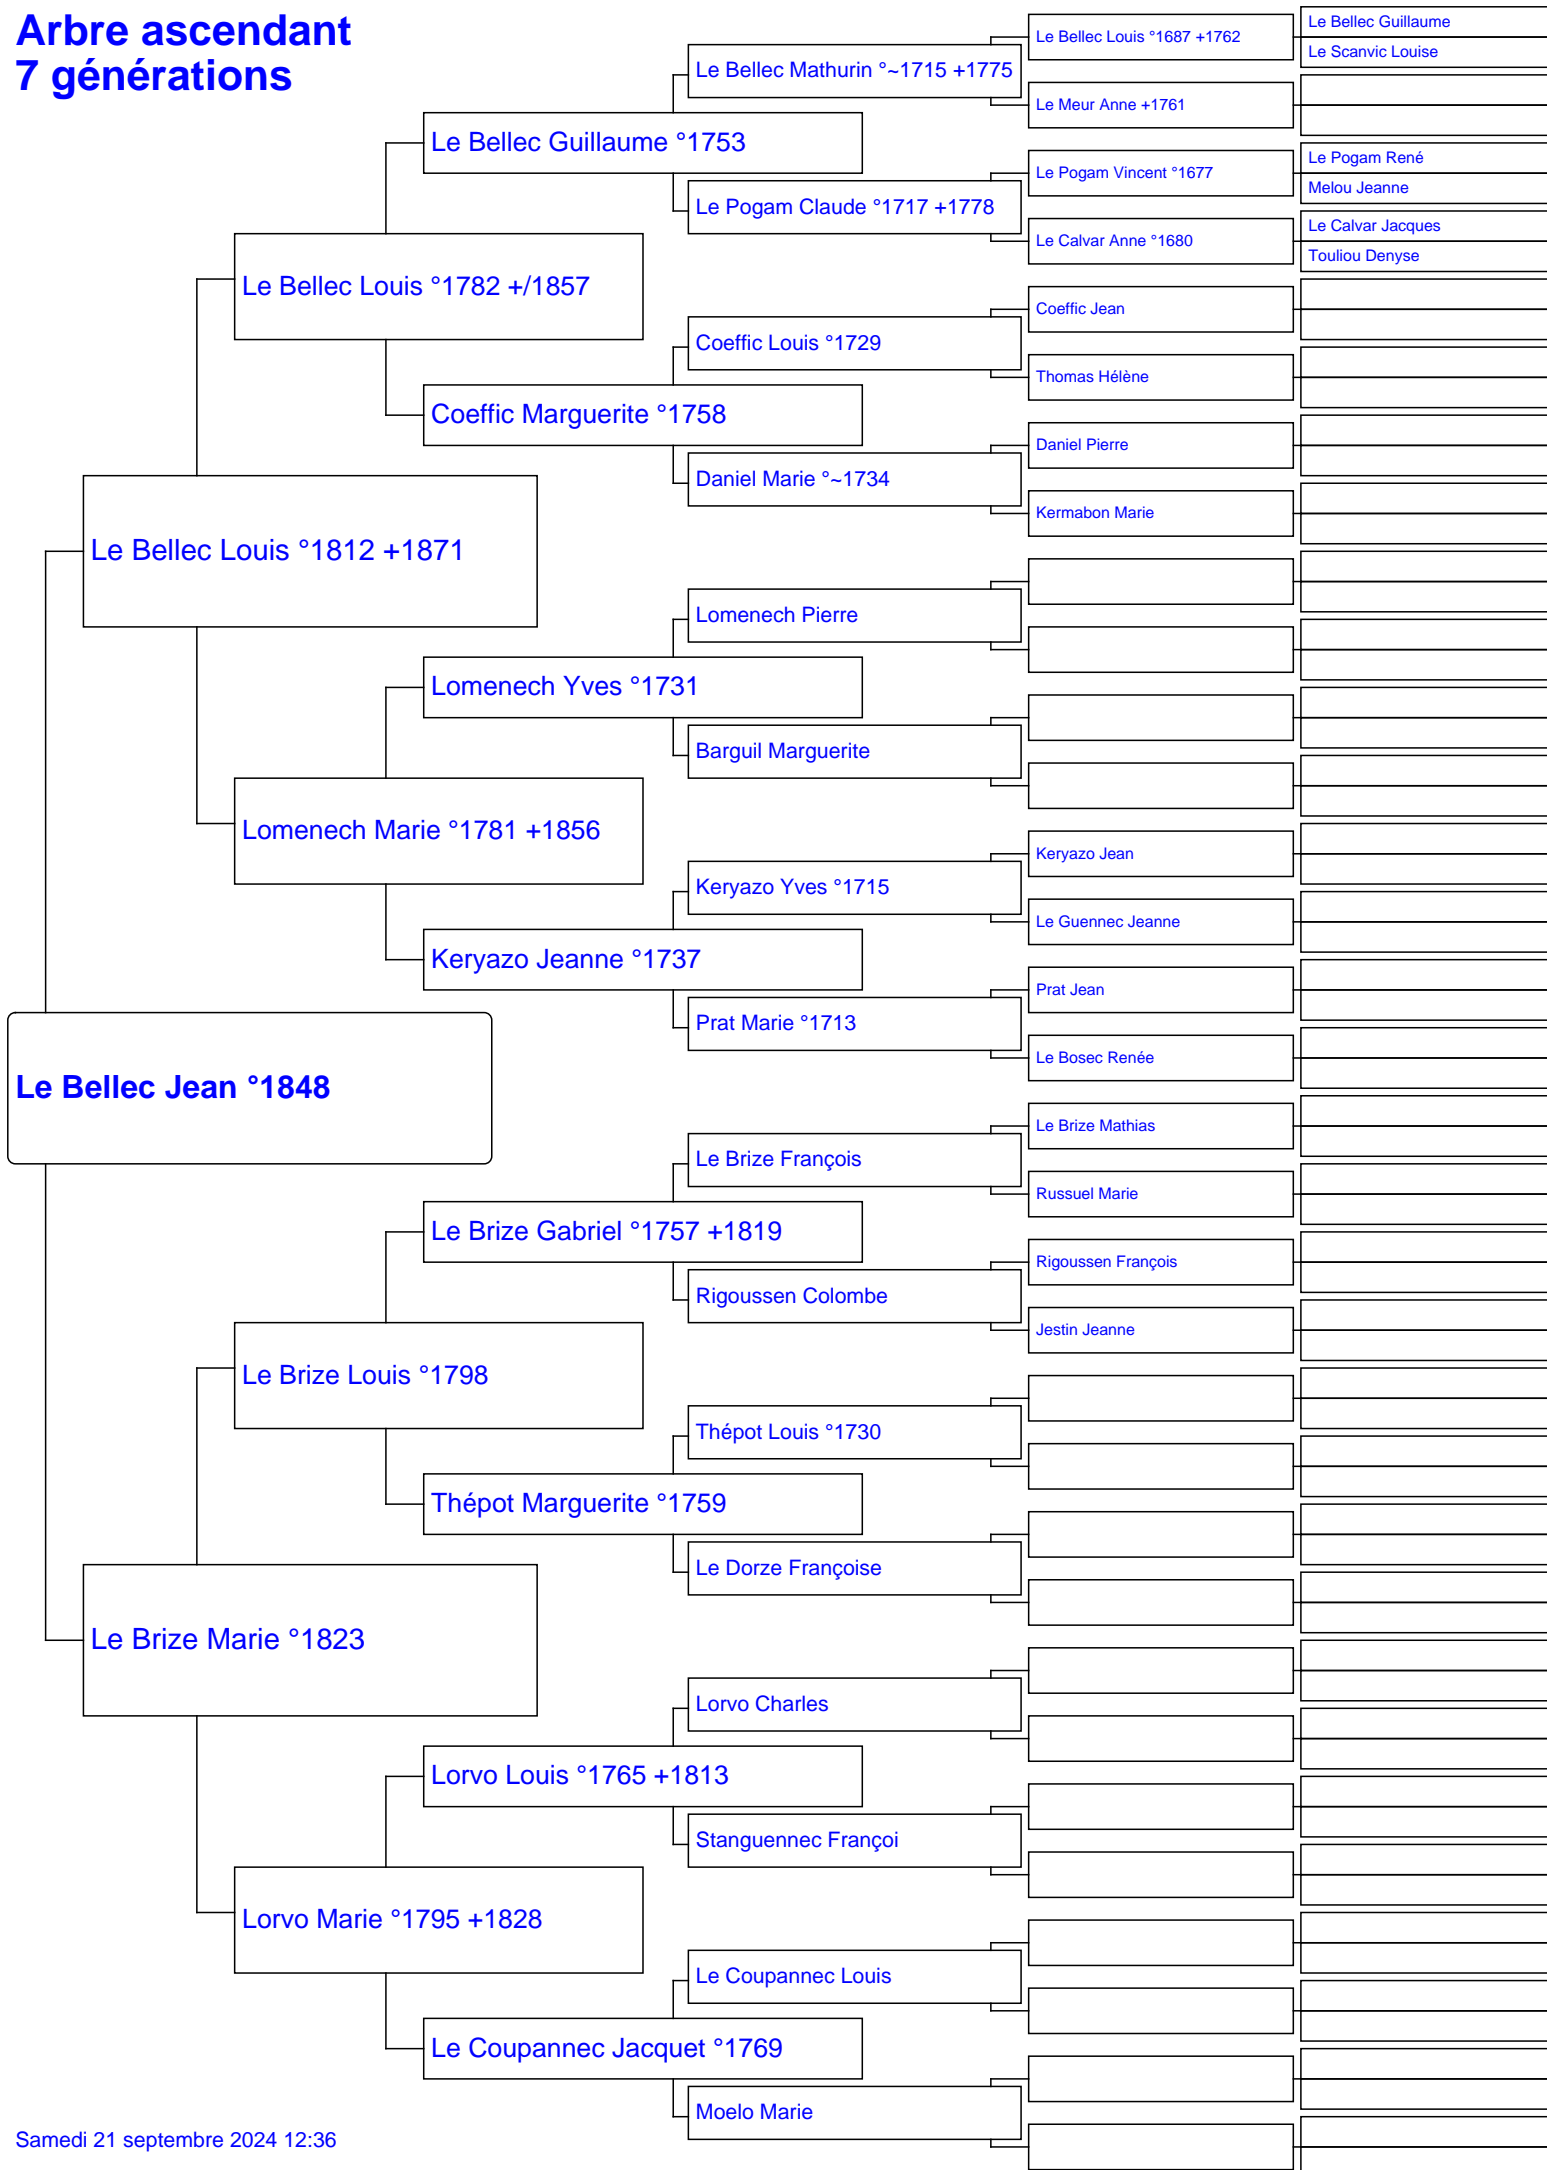 Arbre ascendant
7 générations
Le Bellec Jean °1848
Le Bellec Louis °1812 +1871
Le Brize Marie °1823
Le Bellec Louis °1782 +/1857
Lomenech Marie °1781 +1856
Le Brize Louis °1798
Lorvo Marie °1795 +1828
Le Bellec Guillaume °1753
Coeffic Marguerite °1758
Lomenech Yves °1731
Keryazo Jeanne °1737
Le Brize Gabriel °1757 +1819
Thépot Marguerite °1759
Lorvo Louis °1765 +1813
Le Coupannec Jacquet °1769
Le Bellec Mathurin °~1715 +1775
Le Pogam Claude °1717 +1778
Coeffic Louis °1729
Daniel Marie °~1734
Lomenech Pierre
Barguil Marguerite
Keryazo Yves °1715
Prat Marie °1713
Le Brize François
Rigoussen Colombe
Thépot Louis °1730
Le Dorze Françoise
Lorvo Charles
Stanguennec Françoi
Le Coupannec Louis
Moelo Marie
Le Bellec Louis °1687 +1762
Le Meur Anne +1761
Le Pogam Vincent °1677
Le Calvar Anne °1680
Coeffic Jean
Thomas Hélène
Daniel Pierre
Kermabon Marie
Keryazo Jean
Le Guennec Jeanne
Prat Jean
Le Bosec Renée
Le Brize Mathias
Russuel Marie
Rigoussen François
Jestin Jeanne
Le Bellec Guillaume
Le Scanvic Louise
Le Pogam René
Melou Jeanne
Le Calvar Jacques
Touliou Denyse
Samedi 21 septembre 2024 12:36